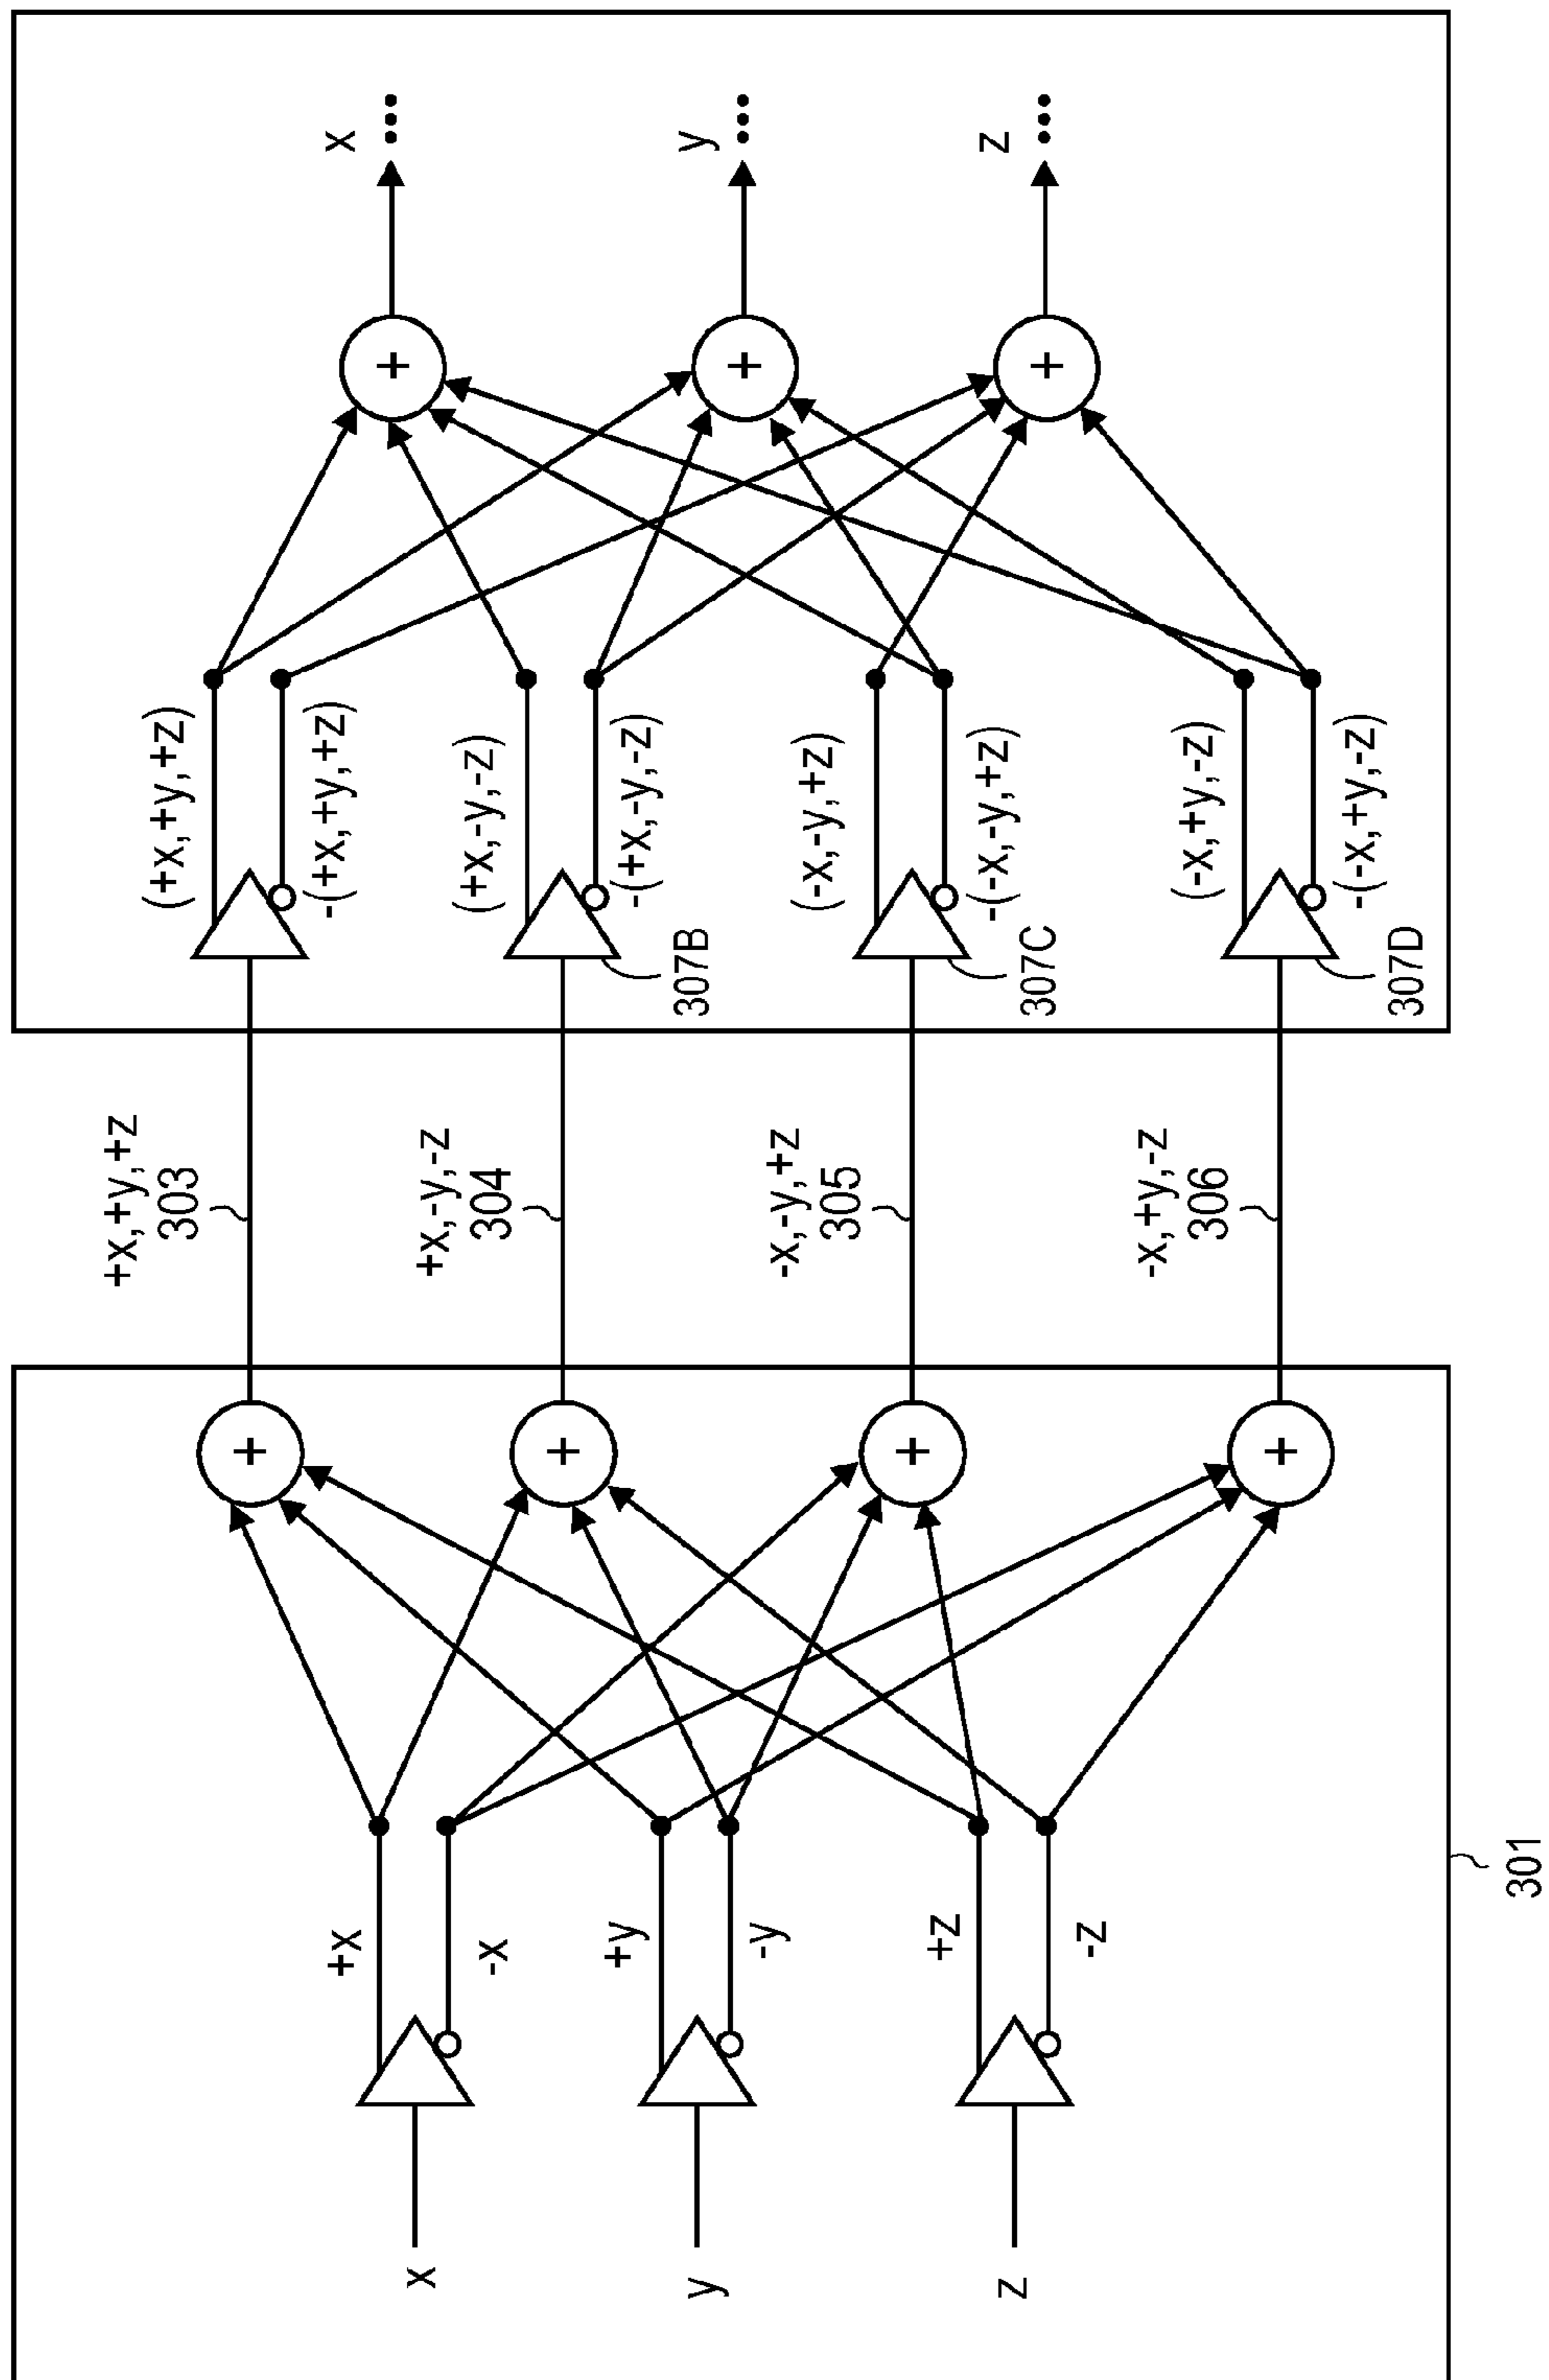 x
y
z
+x
-x
+y
-y
+z
-z
+
+
+
+
301
+x,+y,+z
303
+x,-y,-z
304
-x,-y,+z
305
-x,+y,-z
306
(+x,+y,+z)
-(+x,+y,+z)
(+x,-y,-z)
-(+x,-y,-z)
307B
(-x,-y,+z)
-(-x,-y,+z)
307C
(-x,+y,-z)
-(-x,+y,-z)
307D
+
+
+
x
y
z